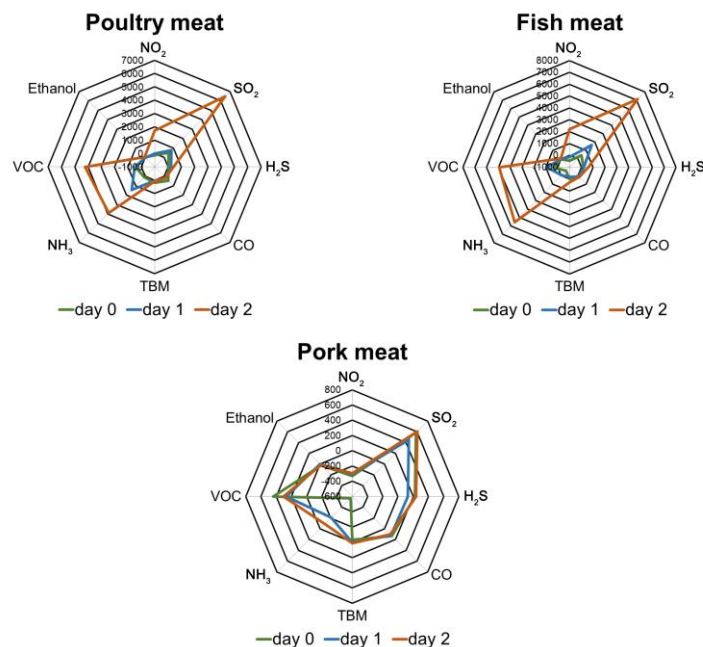 Poultry meat
NO₂
7000
6000
SO₂
5000
Ethanol
4000
3000
2000
1000
0
VOC
-1000
H₂S
NH₃
CO
TBM
day 0 day 1 day 2
Fish meat
NO₂
8000
7000
SO₂
6000
Ethanol
5000
4000
3000
2000
1000
0
VOC
-1000
H₂S
NH₃
CO
TBM
day 0 day 1 day 2
Pork meat
NO₂
800
600
SO₂
Ethanol
400
200
0
-200
-400
VOC
-600
H₂S
NH₃
CO
TBM
day 0 day 1 day 2